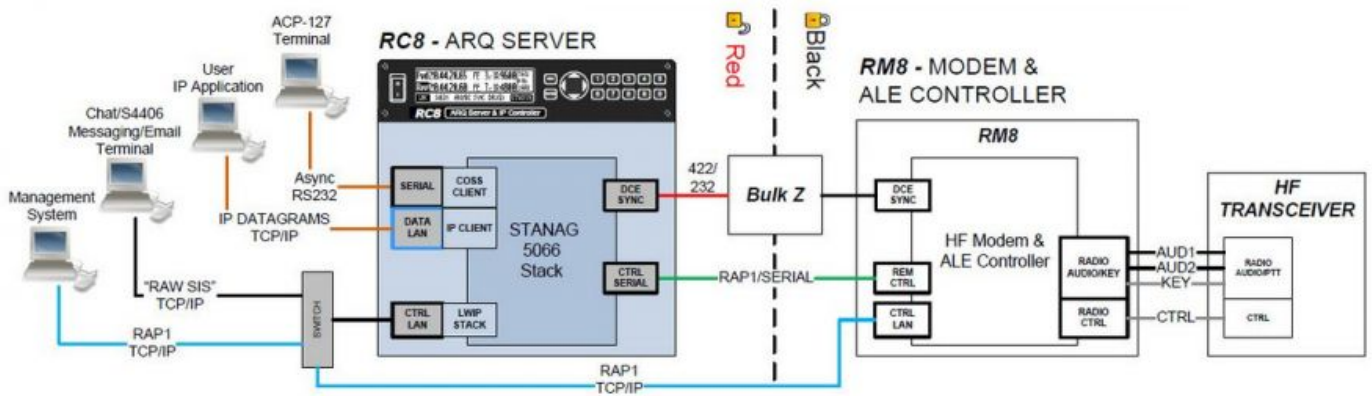 ACP-127
Terminal
User
IP Application
Chat/S4406
Messaging/Email
Terminal
Management
System
Async
RS232
IP DATAGRAMS
TCP/IP
"RAW SIS"
TCP/IP
RAP1
TCP/IP
SWITCH
RC8 - ARQ SERVER
RC8 ARQ Server & IP Controller
SERIAL
COSS
CLIENT
DATA
LAN
IP CLIENT
CTRL
LAN
LWIP
STACK
STANAG
5066
Stack
DCE
SYNC
CTRL
SERIAL
422/
232
Red
Black
Bulk Z
RAP1/SERIAL
RAP1
TCP/IP
RM8 - MODEM &
ALE CONTROLLER
RM8
DCE
SYNC
REM
CTRL
CTRL
LAN
HF Modem &
ALE Controller
RADIO
AUDIO/KEY
RADIO
CTRL
AUD1
AUD2
KEY
CTRL
HF
TRANSCEIVER
RADIO
AUDIO/PTT
CTRL